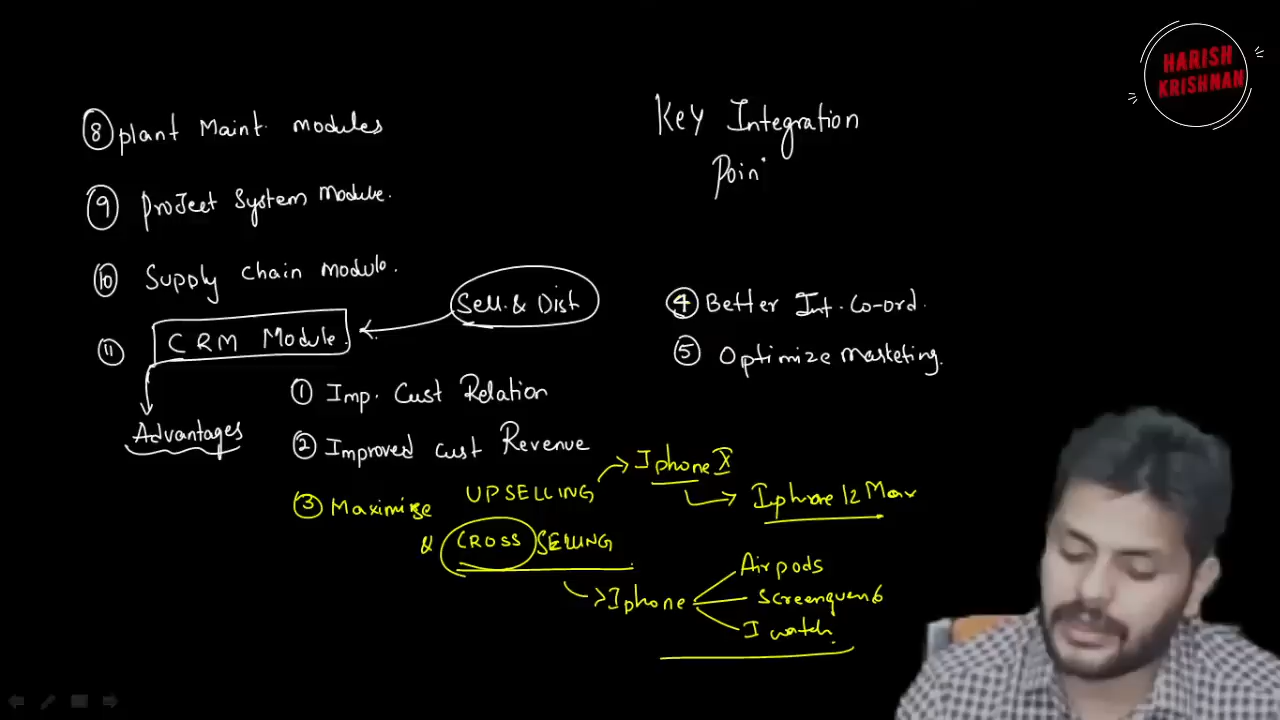 HARISH
KRISHNAN
⑧ plant Maint. modules
⑨ ProJect System Module.
⑩ Supply Chain module.
⑪ CRM Module.
Sell. & Dist
Advantages
① Imp. Cust Relation
② Improved cust Revenue
③ Maximise UPSELLING
& CROSS SELLING
Iphone X
Iphone 12 Max
Iphone
Airpods
I watch.
Key Integration
Poin
④ Better Int. Co-ord.
⑤ Optimize Marketing.